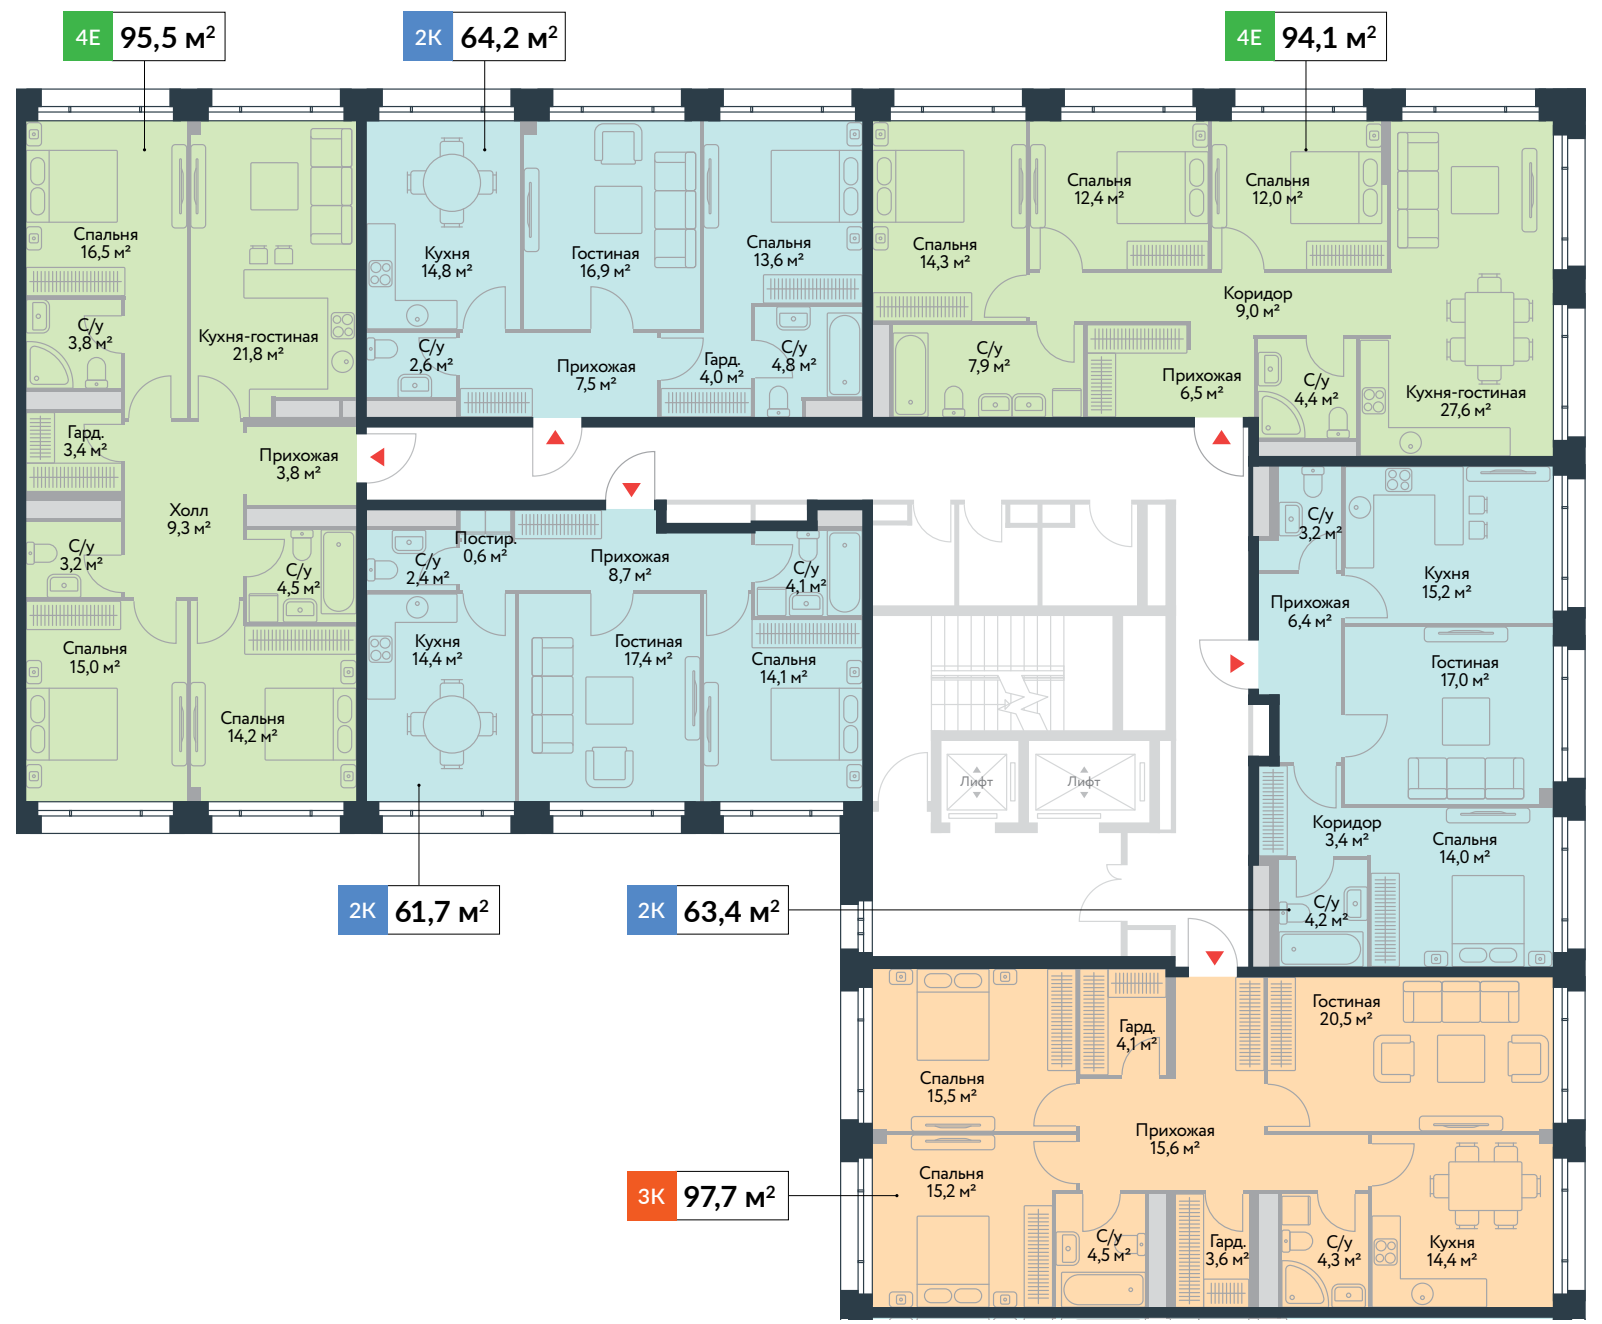 4Е 95,5 м²
2К 64,2 м²
4Е 94,1 м²
Спальня
16,5 м²
С/у
3,8 м²
Кухня-гостиная
21,8 м²
Гард.
3,4 м²
Прихожая
3,8 м²
Холл
9,3 м²
С/у
3,2 м²
С/у
4,5 м²
Спальня
15,0 м²
Спальня
14,2 м²
Кухня
14,8 м²
Гостиная
16,9 м²
Спальня
13,6 м²
С/у
2,6 м²
Прихожая
7,5 м²
Гард.
4,0 м²
С/у
4,8 м²
Спальня
14,3 м²
Спальня
12,4 м²
Спальня
12,0 м²
Коридор
9,0 м²
С/у
7,9 м²
Прихожая
6,5 м²
С/у
4,4 м²
Кухня-гостиная
27,6 м²
Постир.
0,6 м²
С/у
2,4 м²
Прихожая
8,7 м²
С/у
4,1 м²
Кухня
14,4 м²
Гостиная
17,4 м²
Спальня
14,1 м²
С/у
3,2 м²
Кухня
15,2 м²
Прихожая
6,4 м²
Гостиная
17,0 м²
Лифт
Лифт
Коридор
3,4 м²
Спальня
14,0 м²
С/у
4,2 м²
2К 61,7 м²
2К 63,4 м²
Спальня
15,5 м²
Гард.
4,1 м²
Гостиная
20,5 м²
Прихожая
15,6 м²
3К 97,7 м²
Спальня
15,2 м²
С/у
4,5 м²
Гард.
3,6 м²
С/у
4,3 м²
Кухня
14,4 м²